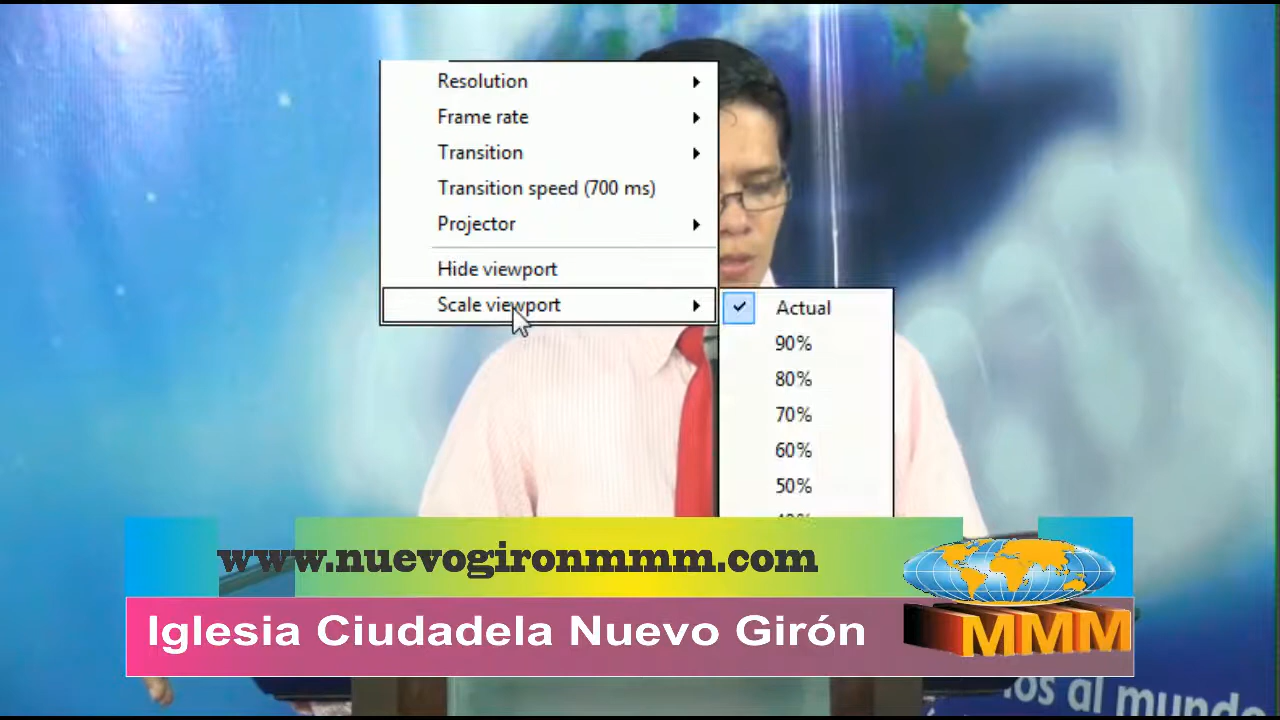 Resolution
Frame rate
Transition
Transition speed (700 ms)
Projector
Hide viewport
Scale viewport
Actual
90%
80%
70%
60%
50%
www.nuevogironmmm.com
Iglesia Ciudadela Nuevo Girón
MMM
al mundo